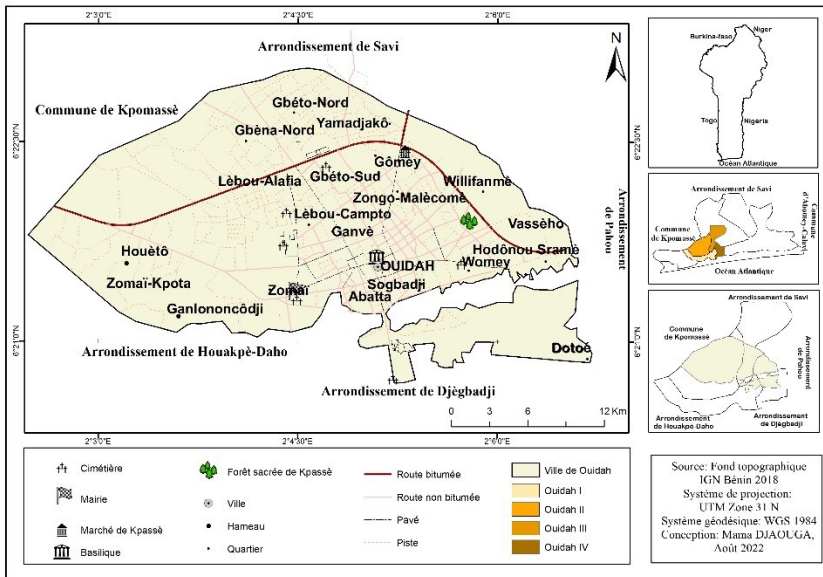 2°3'0"E
2°4'30"E
2°6'0"E
N
Arrondissement de Savi
Commune de Kpomassè
Gbéto-Nord
Yamadjakô
Gbèna-Nord
Gômey
Lèbou-Alafia
Gbéto-Sud
Willifanmè
Zongo-Malècomè
Lèbou-Campto
Vassèho
Ganvè
Hodônou Sramè
Houètô
OUIDAH
Womey
Zomaï-Kpota
Zomaï
Sogbadji
Abatta
Ganlononcôdji
Dotoé
Arrondissement de Houakpè-Daho
Arrondissement de Djègbadji
Arrondissement
de Pahou
6°22'30"N
6°22'30"N
6°21'0"N
6°21'0"N
0 3 6 12 Km
2°3'0"E
2°4'30"E
2°6'0"E
Burkina-faso
Niger
Togo
Nigéria
Océan Atlantique
Arrondissement de Savi
Commune
de Kpomassè
Commune
d'Abomey-Calavi
Océan Atlantique
Arrondissement de Savi
Commune de
Kpomassè
Arrondissement
de Pahou
Arrondissement
de Houakpè-Daho
Arrondissement de
Djègbadji
Cimétière
Mairie
Marché de Kpassè
Basilique
Forêt sacrée de Kpassè
Ville
Hameau
Quartier
Route bitumée
Route non bitumée
Pavé
Piste
Ville de Ouidah
Ouidah I
Ouidah II
Ouidah III
Ouidah IV
Source: Fond topographique
IGN Bénin 2018
Système de projection:
UTM Zone 31 N
Système géodésique: WGS 1984
Conception: Mama DJAOUGA,
Août 2022